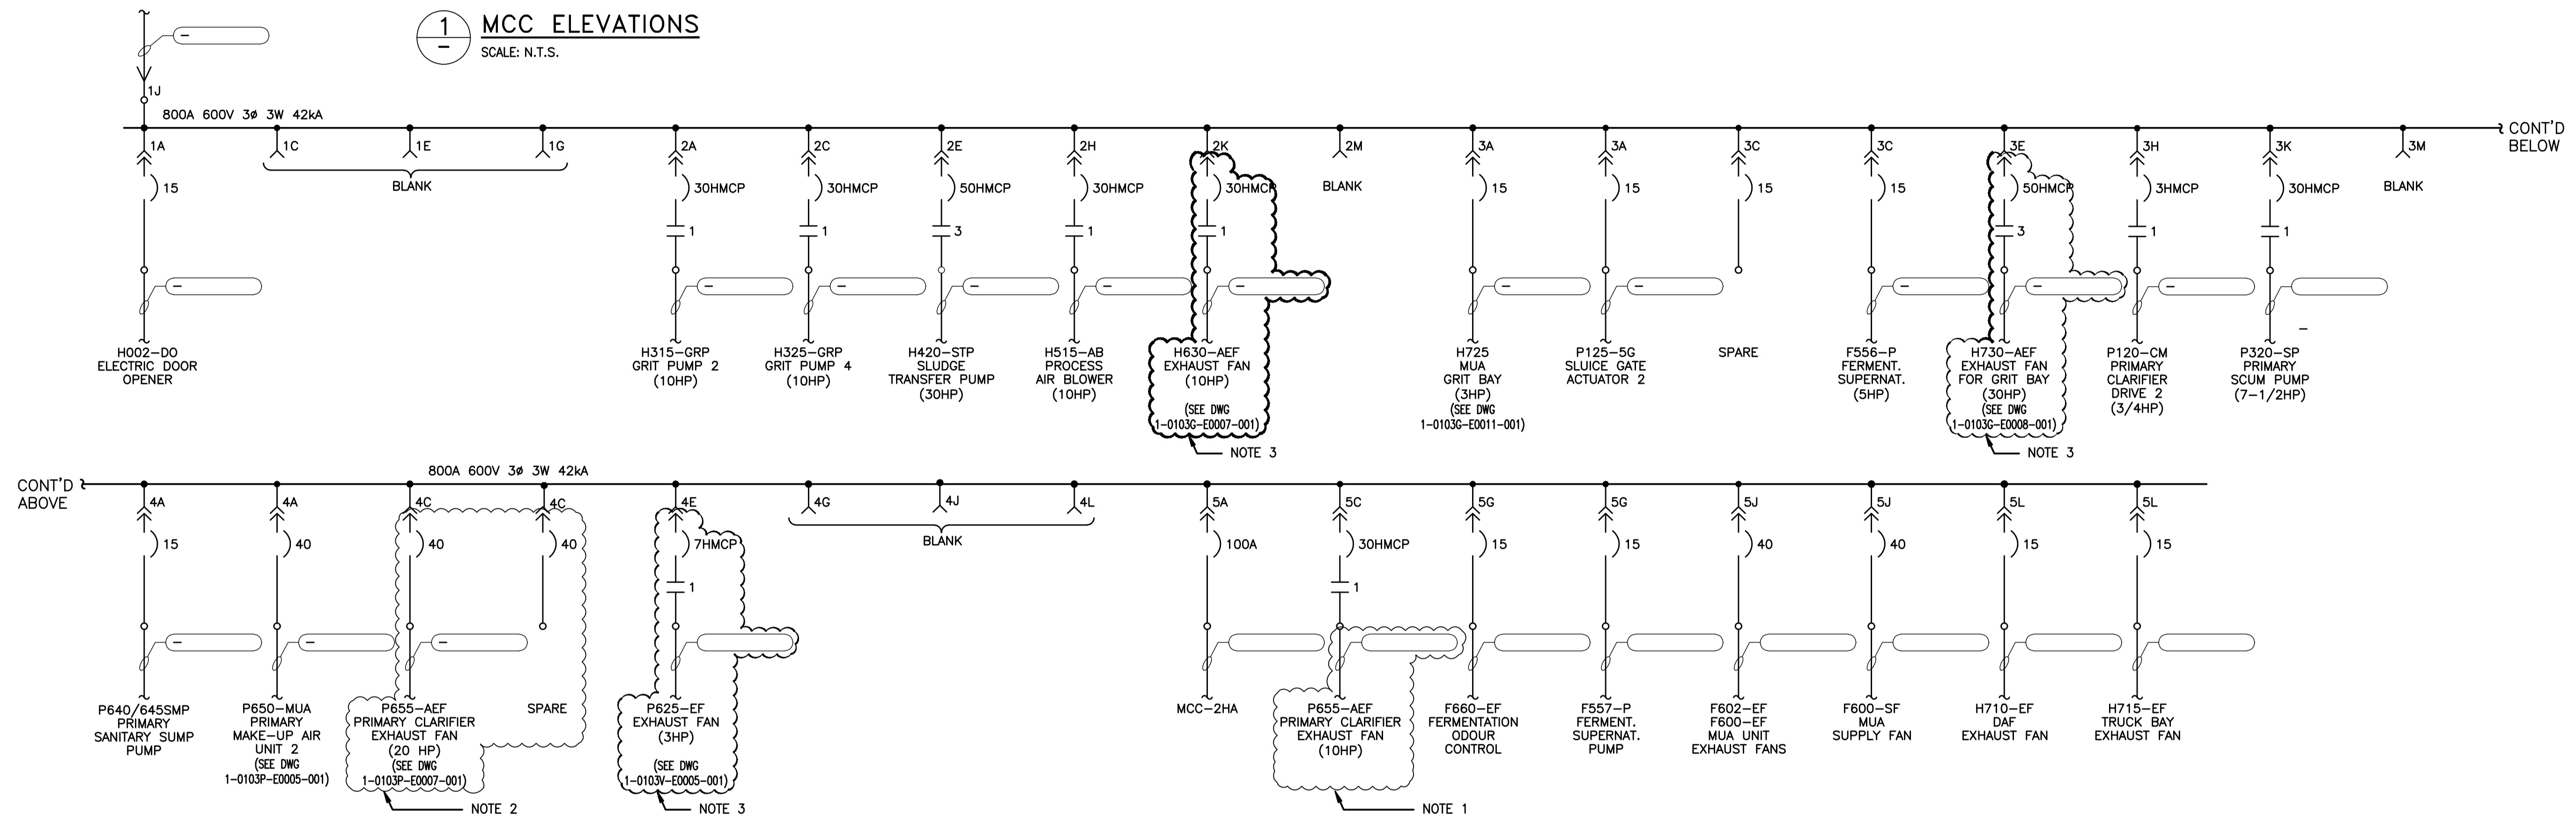 1
–
MCC ELEVATIONS
SCALE: N.T.S.
–
1J
800A 600V 3ø 3W 42kA
CONT'D
BELOW
1A
1C
1E
1G
2A
2C
2E
2H
2K
2M
3A
3A
3C
3C
3E
3H
3K
3M
BLANK
BLANK
BLANK
15
30HMCP
30HMCP
50HMCP
30HMCP
30HMCP
15
15
15
15
50HMCP
3HMCP
30HMCP
1
1
3
1
1
3
1
1
–
–
–
–
–
–
–
–
–
–
–
–
H002-DO
ELECTRIC DOOR
OPENER
H315-GRP
GRIT PUMP 2
(10HP)
H325-GRP
GRIT PUMP 4
(10HP)
H420-STP
SLUDGE
TRANSFER PUMP
(30HP)
H515-AB
PROCESS
AIR BLOWER
(10HP)
H630-AEF
EXHAUST FAN
(10HP)
(SEE DWG
1-0103G-E0007-001)
NOTE 3
H725
MUA
GRIT BAY
(3HP)
(SEE DWG
1-0103G-E0011-001)
P125-5G
SLUICE GATE
ACTUATOR 2
SPARE
F556-P
FERMENT.
SUPERNAT.
(5HP)
H730-AEF
EXHAUST FAN
FOR GRIT BAY
(30HP)
(SEE DWG
1-0103G-E0008-001)
NOTE 3
P120-CM
PRIMARY
CLARIFIER
DRIVE 2
(3/4HP)
P320-SP
PRIMARY
SCUM PUMP
(7-1/2HP)
CONT'D
ABOVE
800A 600V 3ø 3W 42kA
4A
4A
4C
4C
4E
4G
4J
4L
5A
5C
5G
5G
5J
5J
5L
5L
BLANK
15
40
40
40
7HMCP
100A
30HMCP
15
15
40
40
15
15
1
1
–
–
–
P640/645SMP
PRIMARY
SANITARY SUMP
PUMP
P650-MUA
PRIMARY
MAKE-UP AIR
UNIT 2
(SEE DWG
1-0103P-E0005-001)
P655-AEF
PRIMARY CLARIFIER
EXHAUST FAN
(20 HP)
(SEE DWG
1-0103P-E0007-001)
NOTE 2
SPARE
P625-EF
EXHAUST FAN
(3HP)
(SEE DWG
1-0103V-E0005-001)
NOTE 3
MCC-2HA
P655-AEF
PRIMARY CLARIFIER
EXHAUST FAN
(10HP)
NOTE 1
F660-EF
FERMENTATION
ODOUR
CONTROL
F557-P
FERMENT.
SUPERNAT.
PUMP
F602-EF
F600-EF
MUA UNIT
EXHAUST FANS
F600-SF
MUA
SUPPLY FAN
H710-EF
DAF
EXHAUST FAN
H715-EF
TRUCK BAY
EXHAUST FAN